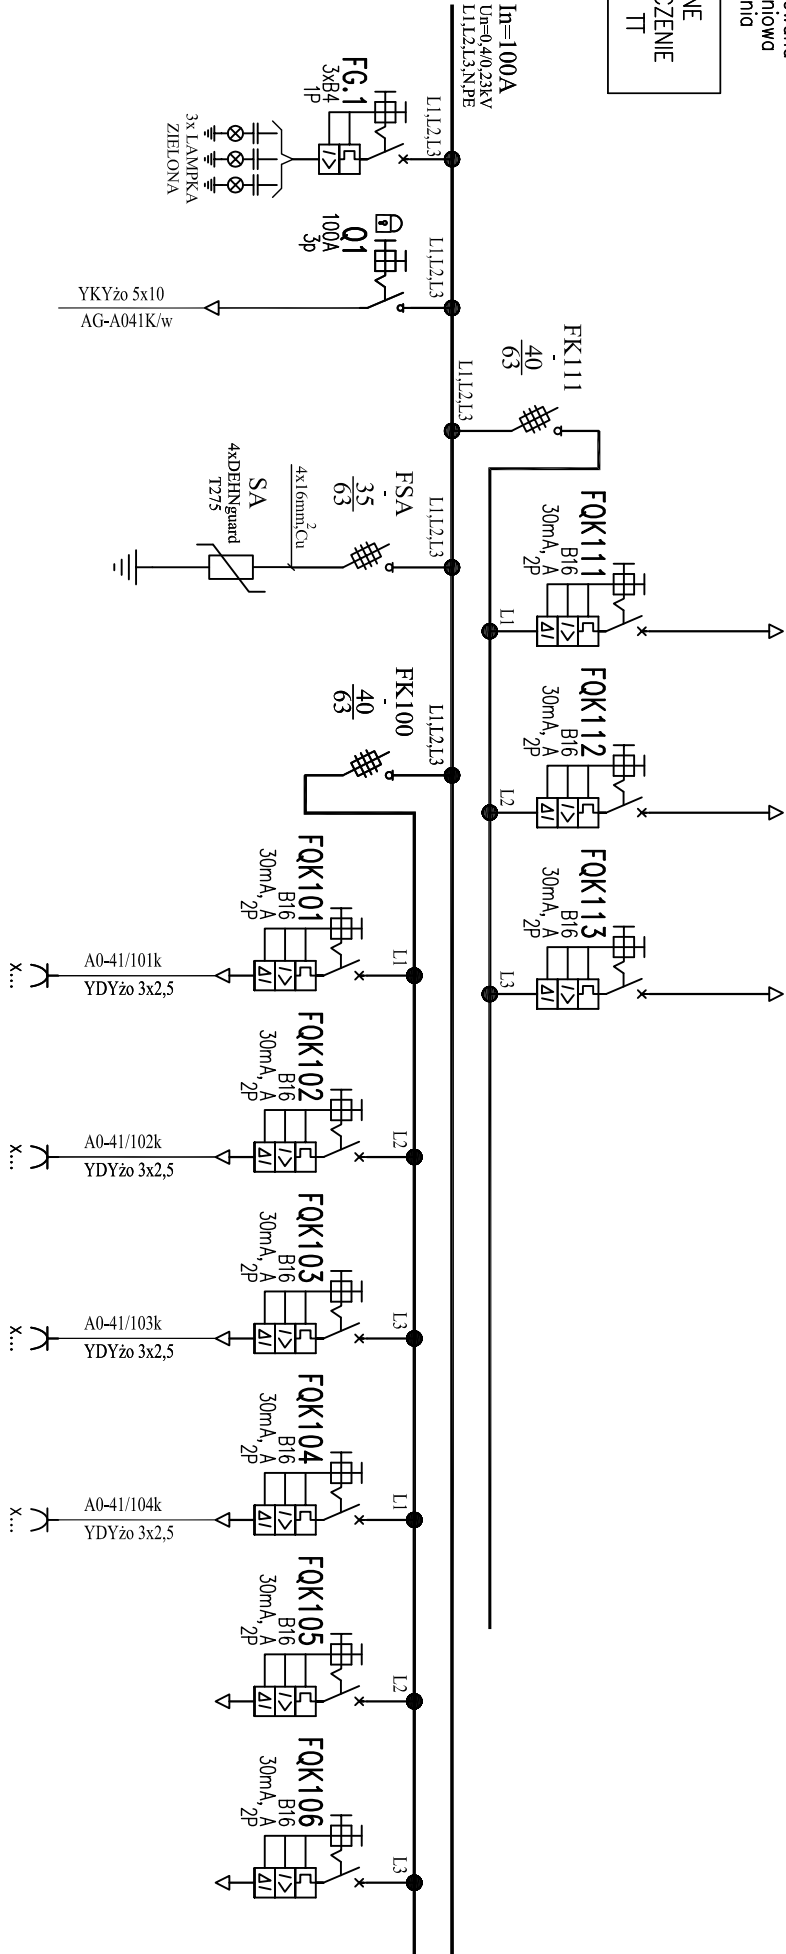 niowa
nia
NE
CZENIE
TT
In=100A
Un=0,4/0,23kV
L1,L2,L3,N,PE
FG.1
3xB4
1P
L1,L2,L3
3x LAMPKA
ZIELONA
Q1
100A
3p
L1,L2,L3
YKYżo 5x10
AG-A041K/w
FK111
-
40
63
L1,L2,L3
FSA
-
35
63
L1,L2,L3
4x16mm²,Cu
SA
4xDEHNguard
T275
FK100
-
40
63
L1,L2,L3
FQK111
B16
30mA, A
2P
L1
FQK112
B16
30mA, A
2P
L2
FQK113
B16
30mA, A
2P
L3
FQK101
B16
30mA, A
2P
L1
A0-41/101k
YDYżo 3x2,5
x...
FQK102
B16
30mA, A
2P
L2
A0-41/102k
YDYżo 3x2,5
x...
FQK103
B16
30mA, A
2P
L3
A0-41/103k
YDYżo 3x2,5
x...
FQK104
B16
30mA, A
2P
L1
A0-41/104k
YDYżo 3x2,5
x...
FQK105
B16
30mA, A
2P
L2
FQK106
B16
30mA, A
2P
L3